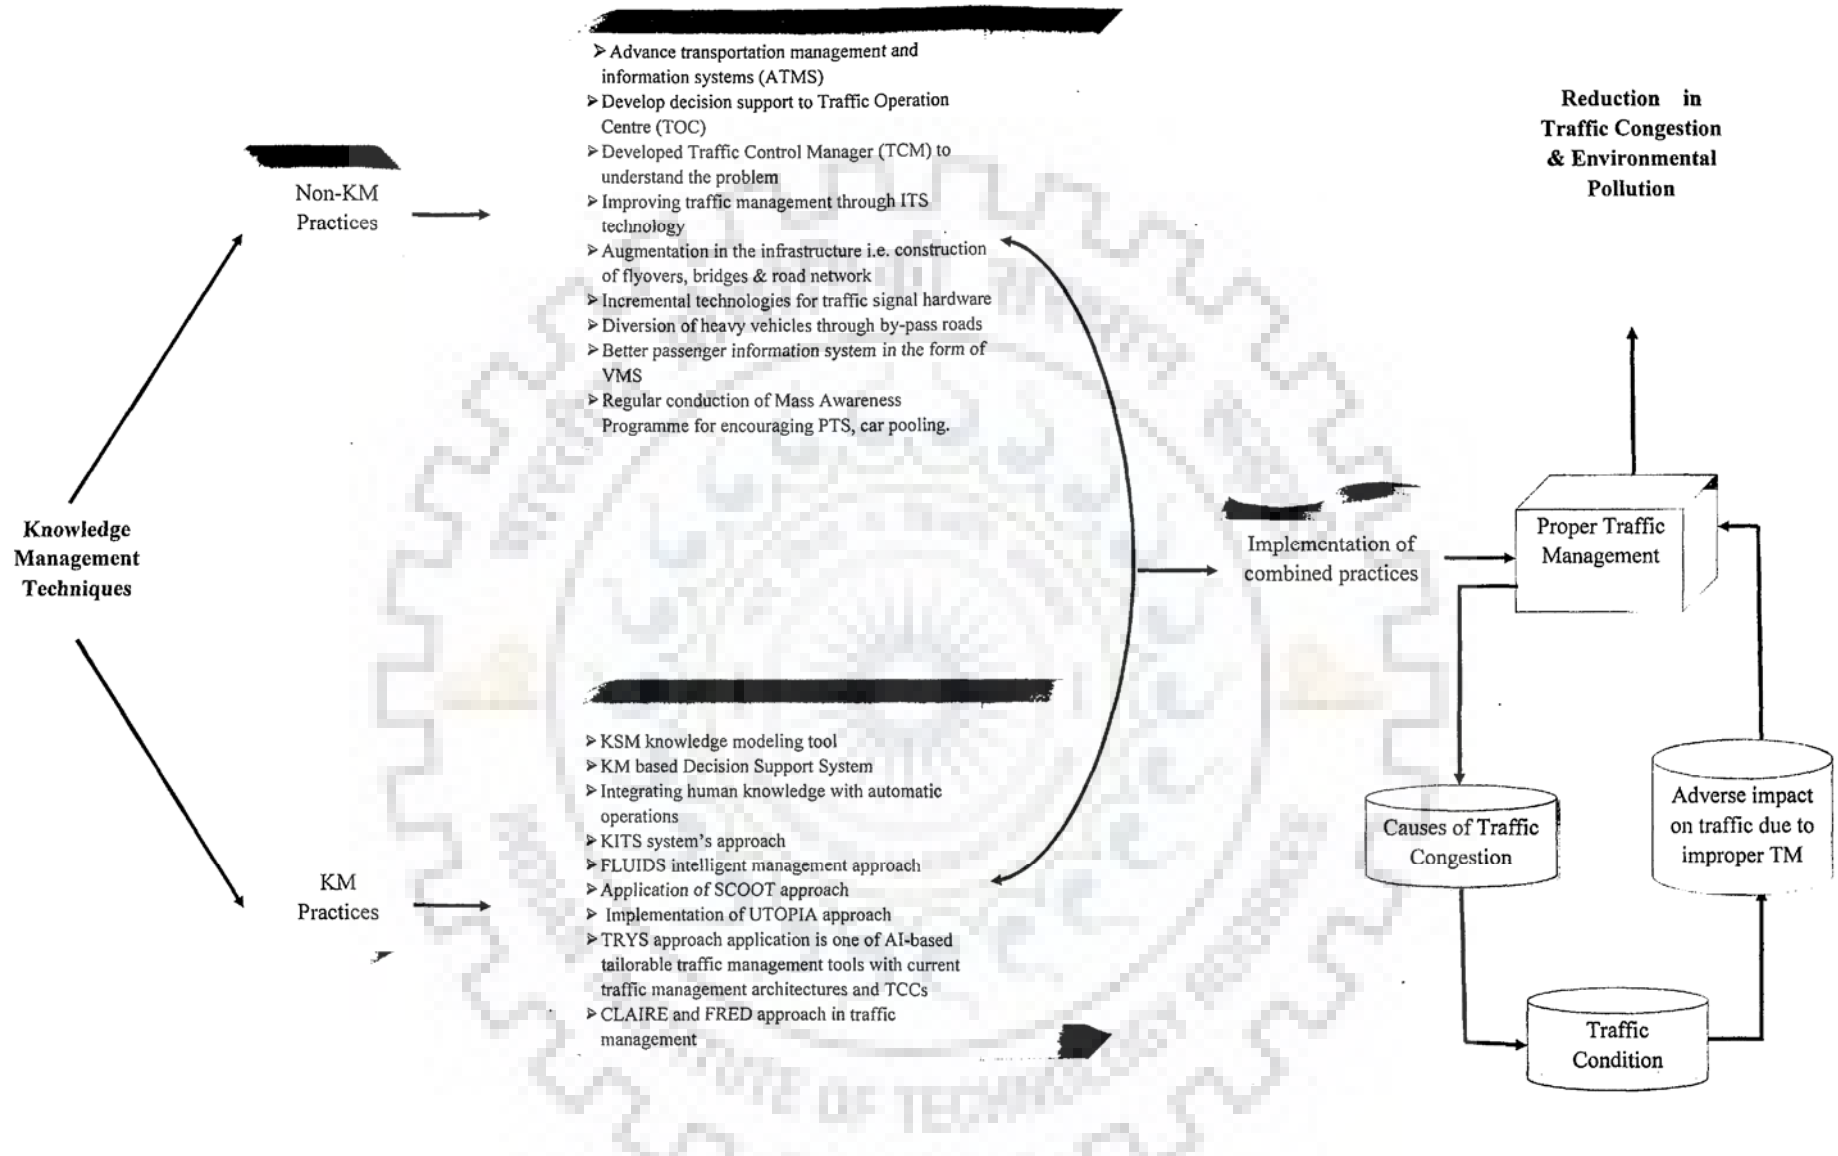 ➢ Advance transportation management and
information systems (ATMS)
➢ Develop decision support to Traffic Operation
Centre (TOC)
➢ Developed Traffic Control Manager (TCM) to
understand the problem
➢ Improving traffic management through ITS
technology
➢ Augmentation in the infrastructure i.e. construction
of flyovers, bridges & road network
➢ Incremental technologies for traffic signal hardware
➢ Diversion of heavy vehicles through by-pass roads
➢ Better passenger information system in the form of
VMS
➢ Regular conduction of Mass Awareness
Programme for encouraging PTS, car pooling.
Non-KM
Practices
Knowledge
Management
Techniques
KM
Practices
➢ KSM knowledge modeling tool
➢ KM based Decision Support System
➢ Integrating human knowledge with automatic
operations
➢ KITS system's approach
➢ FLUIDS intelligent management approach
➢ Application of SCOOT approach
➢ Implementation of UTOPIA approach
➢ TRYS approach application is one of AI-based
tailorable traffic management tools with current
traffic management architectures and TCCs
➢ CLAIRE and FRED approach in traffic
management
Implementation of
combined practices
Reduction in
Traffic Congestion
& Environmental
Pollution
Proper Traffic
Management
Causes of Traffic
Congestion
Traffic
Condition
Adverse impact
on traffic due to
improper TM
OF TECHNOLOGY